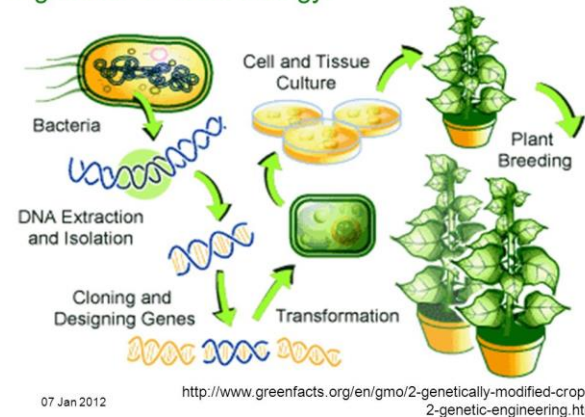 Cell and Tissue
Culture
Bacteria
Plant
Breeding
DNA Extraction
and Isolation
Cloning and
Designing Genes
Transformation
07 Jan 2012
http://www.greenfacts.org/en/gmo/2-genetically-modified-crop
2-genetic-engineering.ht